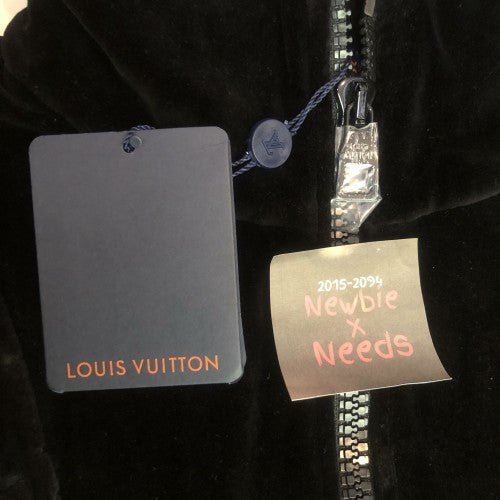 LOUIS VUITTON
2015-2094
Newbie
x
Needs